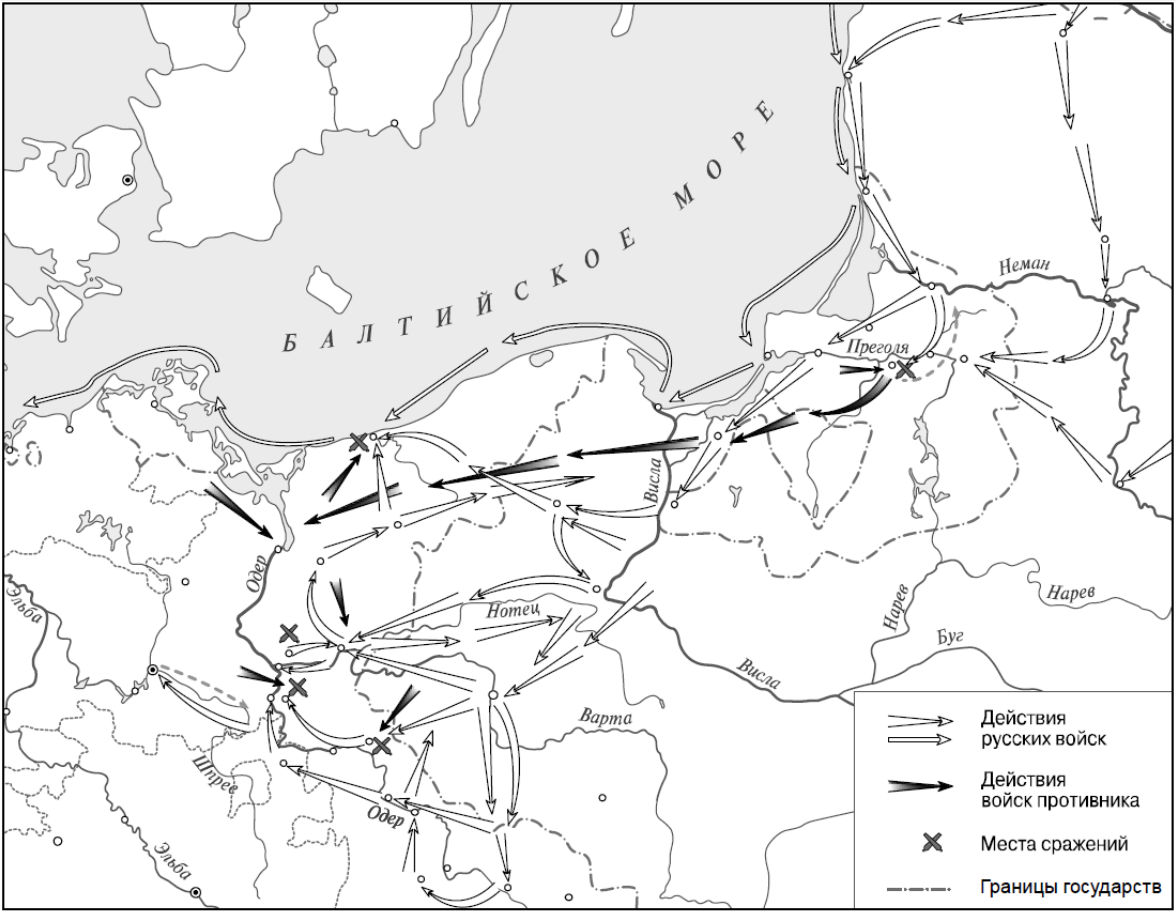 БАЛТИЙСКОЕ МОРЕ
Неман
Преголя
Висла
Одер
Эльба
Нотец
Нарев
Нарев
Буг
Висла
Варта
Шпрее
Одер
Эльба
Действия
русских войск
Действия
войск противника
Места сражений
Границы государств